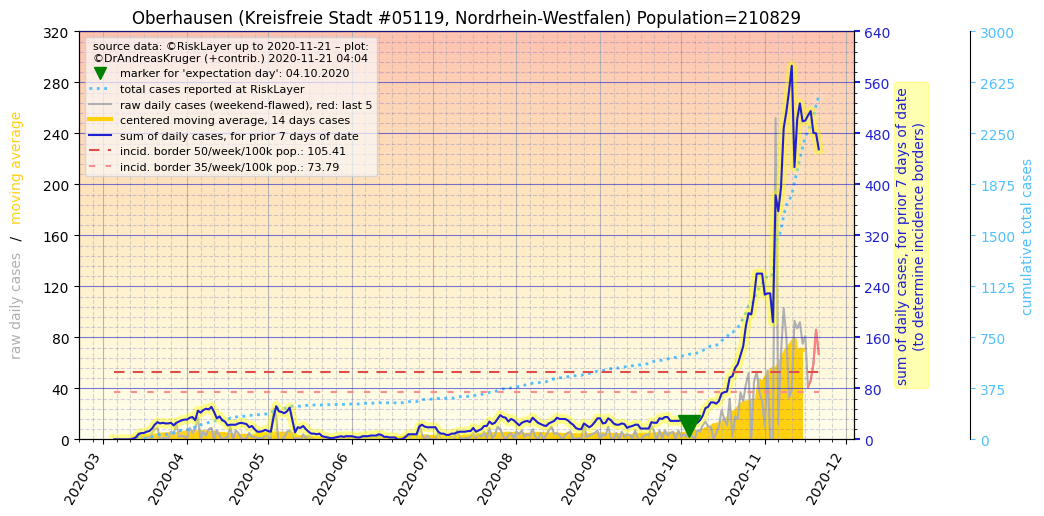 Oberhausen (Kreisfreie Stadt #05119, Nordrhein-Westfalen) Population=210829
source data: ©RiskLayer up to 2020-11-21 – plot:
©DrAndreasKruger (+contrib.) 2020-11-21 04:04
marker for 'expectation day': 04.10.2020
total cases reported at RiskLayer
raw daily cases (weekend-flawed), red: last 5
centered moving average, 14 days cases
sum of daily cases, for prior 7 days of date
incid. border 50/week/100k pop.: 105.41
incid. border 35/week/100k pop.: 73.79
raw daily cases / moving average
320
280
240
200
160
120
80
40
0
640
560
480
400
320
240
160
80
0
sum of daily cases, for prior 7 days of date
(to determine incidence borders)
3000
2625
2250
1875
1500
1125
750
375
0
cumulative total cases
2020-03
2020-04
2020-05
2020-06
2020-07
2020-08
2020-09
2020-10
2020-11
2020-12